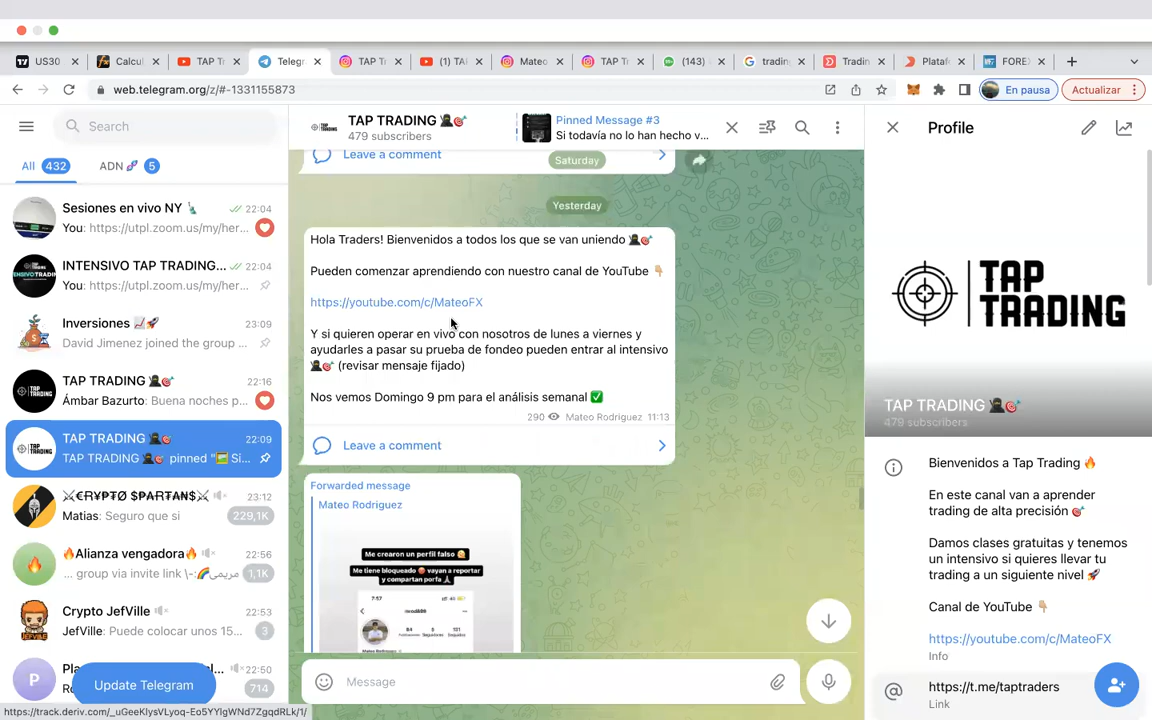 US30
Calcul
TAP T
Telegr
TAP T
(1) TA
Mateo
TAP T
(143)
trading
Tradin
Plataf
FORE
web.telegram.org/z/#-1331155873
En pausa
Actualizar
Search
All 432
ADN 🧬 5
Sesiones en vivo NY 🗽
22:04
You: https://utpl.zoom.us/my/her...
INTENSIVO TAP TRADING...
22:04
You: https://utpl.zoom.us/my/her...
Inversiones 📈🚀
23:09
David Jimenez joined the group ...
TAP TRADING 🥷🎯
22:16
Ámbar Bazurto: Buena noches p...
TAP TRADING 🥷🎯
22:09
TAP TRADING 🥷🎯 pinned "🖼 Si...
⚔€Ɽ¥₱₮Ø $₱₳Ɽ₮₳N$⚔
23:12
Matias: Seguro que si
229,1K
🔥Alianza vengadora🔥
22:56
... group via invite link \-:🌈مريمى
1,1K
Crypto JefVille
22:53
JefVille: Puede colocar unos 15...
3
P
22:50
714
Update Telegram
https://track.deriv.com/_uGeeKlysVLyoq-Eo5YYlgWNd7ZgqdRLk/1/
TAP TRADING 🥷🎯
479 subscribers
Pinned Message #3
Si todavía no lo han hecho v...
Leave a comment
Saturday
Yesterday
Hola Traders! Bienvenidos a todos los que se van uniendo 🥷🎯
Pueden comenzar aprendiendo con nuestro canal de YouTube 👇🏼
https://youtube.com/c/MateoFX
Y si quieren operar en vivo con nosotros de lunes a viernes y
ayudarles a pasar su prueba de fondeo pueden entrar al intensivo
🥷🎯 (revisar mensaje fijado)
Nos vemos Domingo 9 pm para el análisis semanal ✅
290 Mateo Rodriguez 11:13
Leave a comment
Forwarded message
Mateo Rodriguez
Me crearon un perfil falso
Me tiene bloqueado vayan a reportar
y compartan porfa
7:57
Message
Profile
TAP
TRADING
TAP TRADING 🥷🎯
479 subscribers
Bienvenidos a Tap Trading 🔥
En este canal van a aprender
trading de alta precisión 🎯
Damos clases gratuitas y tenemos
un intensivo si quieres llevar tu
trading a un siguiente nivel 🚀
Canal de YouTube 👇🏼
https://youtube.com/c/MateoFX
Info
https://t.me/taptraders
Link